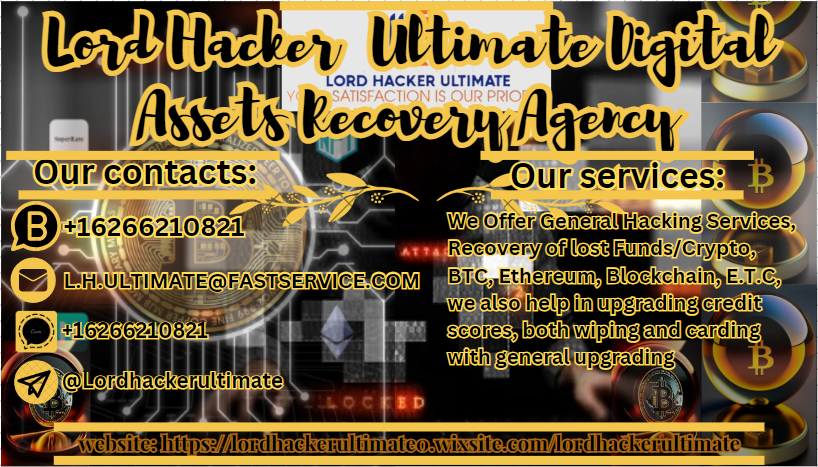 Lord Hacker Ultimate Digital
LORD HACKER ULTIMATE
SATISFACTION IS OUR
Assets Recovery Agency
Our contacts:
+16266210821
L.H.ULTIMATE@FASTSERVICE.COM
+16266210821
@Lordhackerultimate
Our services:
We Offer General Hacking Services,
Recovery of lost Funds/Crypto,
BTC, Ethereum, Blockchain, E.T.C,
we also help in upgrading credit
scores, both wiping and carding
with general upgrading
LOCKED
website: https://lordhackerultimateo.wixsite.com/lordhackerultimate